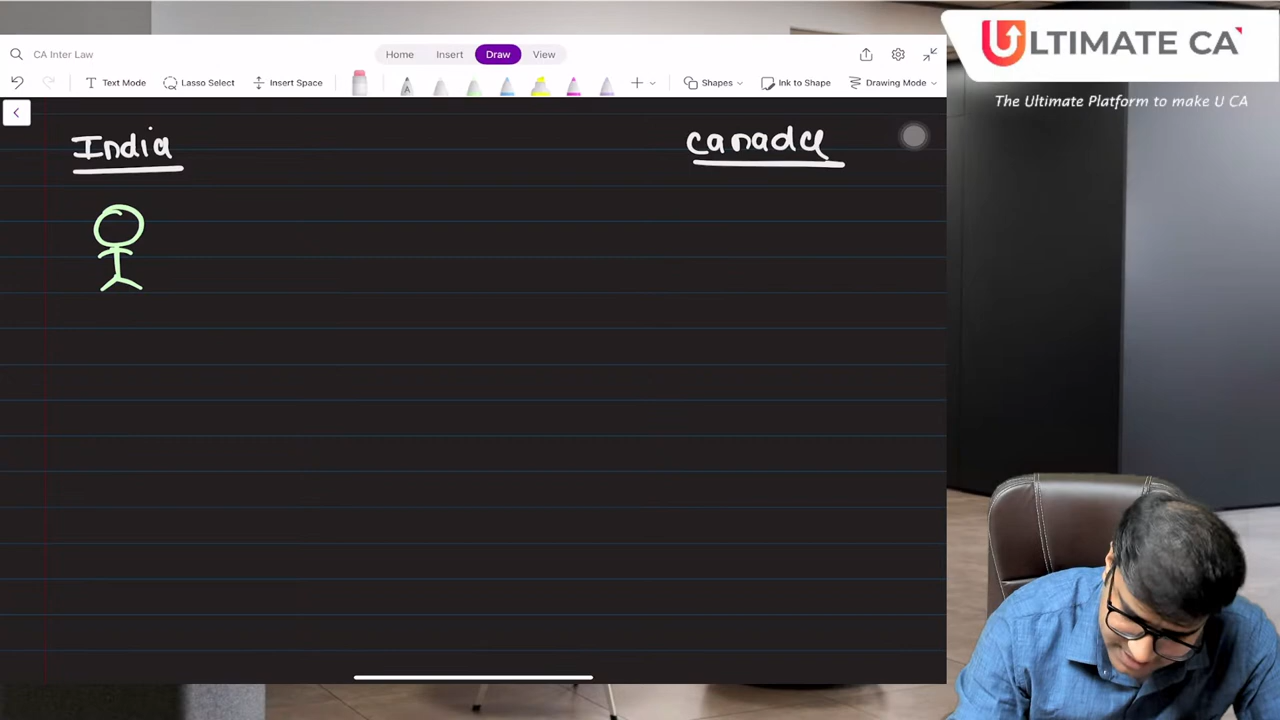 ULTIMATE CA
The Ultimate Platform to make U CA
CA Inter Law
Home Insert Draw View
Text Mode Lasso Select Insert Space A Shapes Ink to Shape Drawing Mode
India Canada